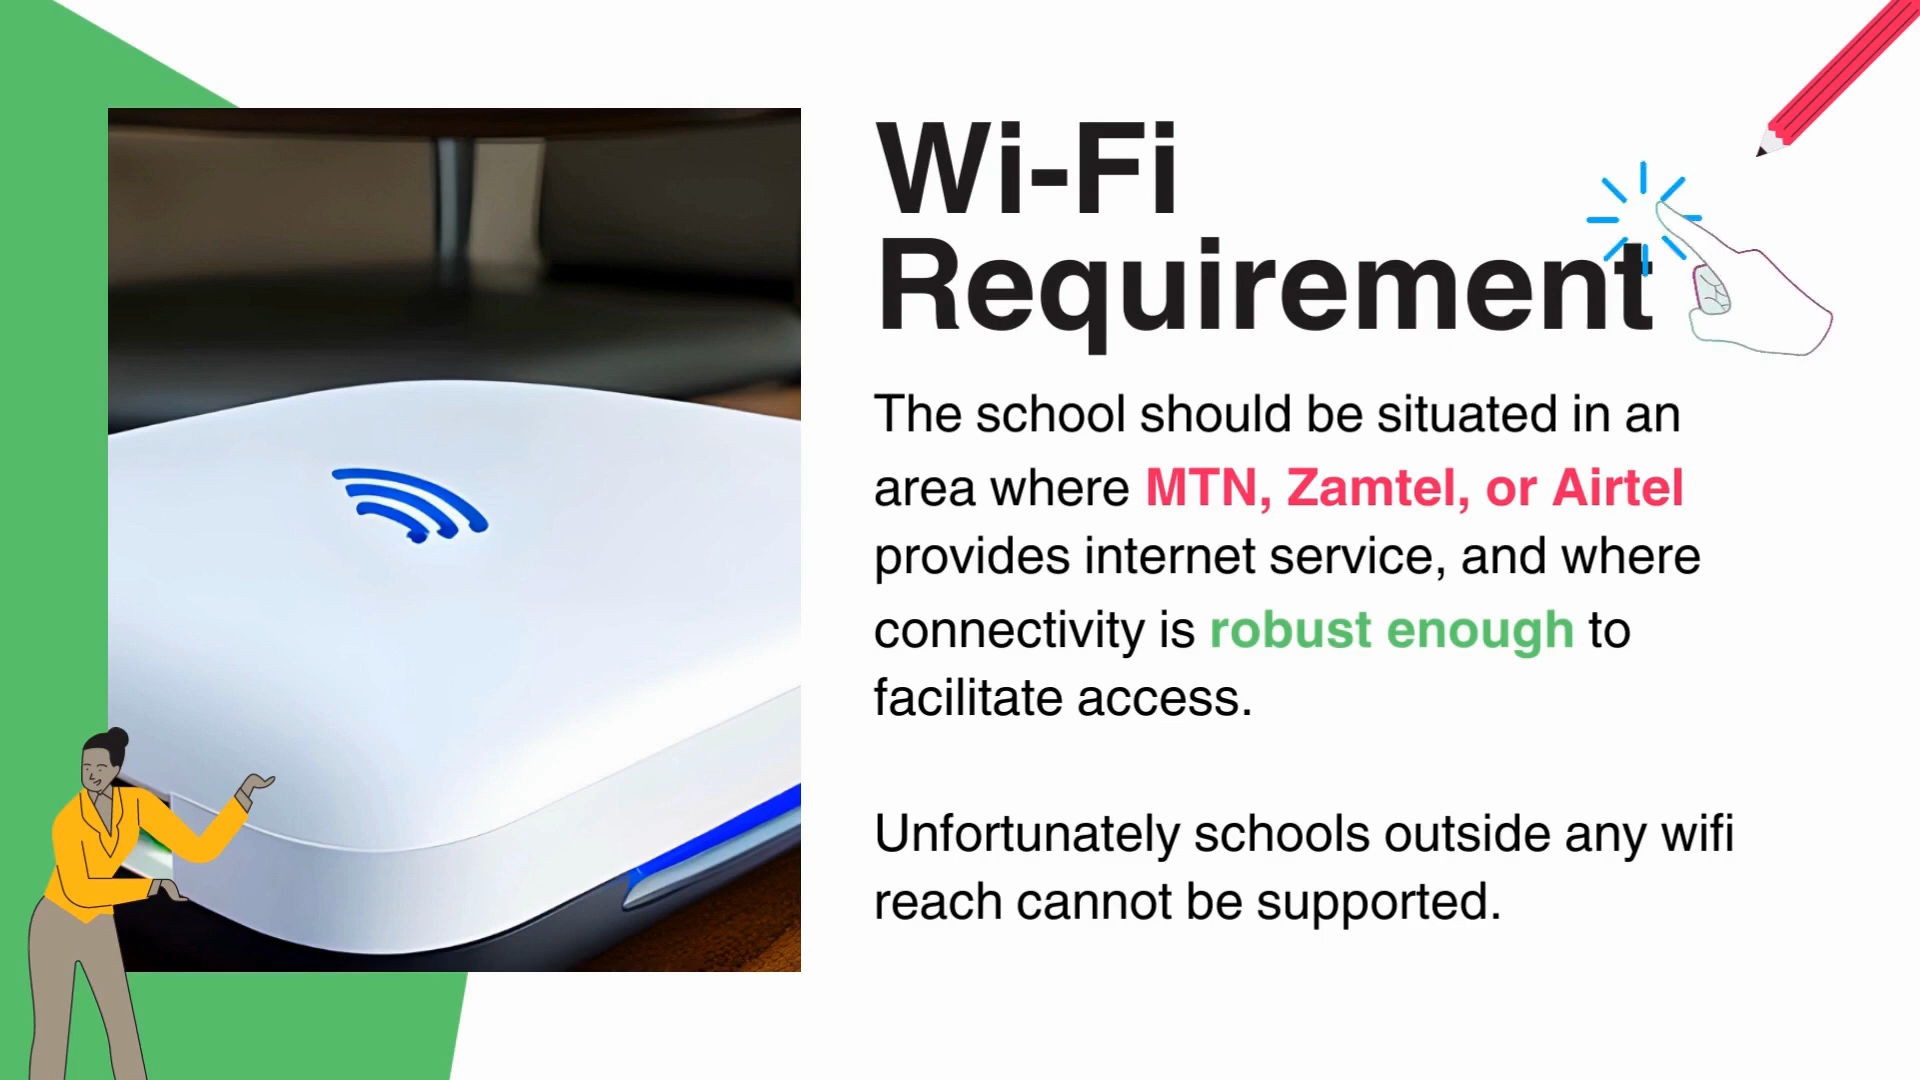 Wi-Fi
Requirement
The school should be situated in an
area where MTN, Zamtel, or Airtel
provides internet service, and where
connectivity is robust enough to
facilitate access.
Unfortunately schools outside any wifi
reach cannot be supported.